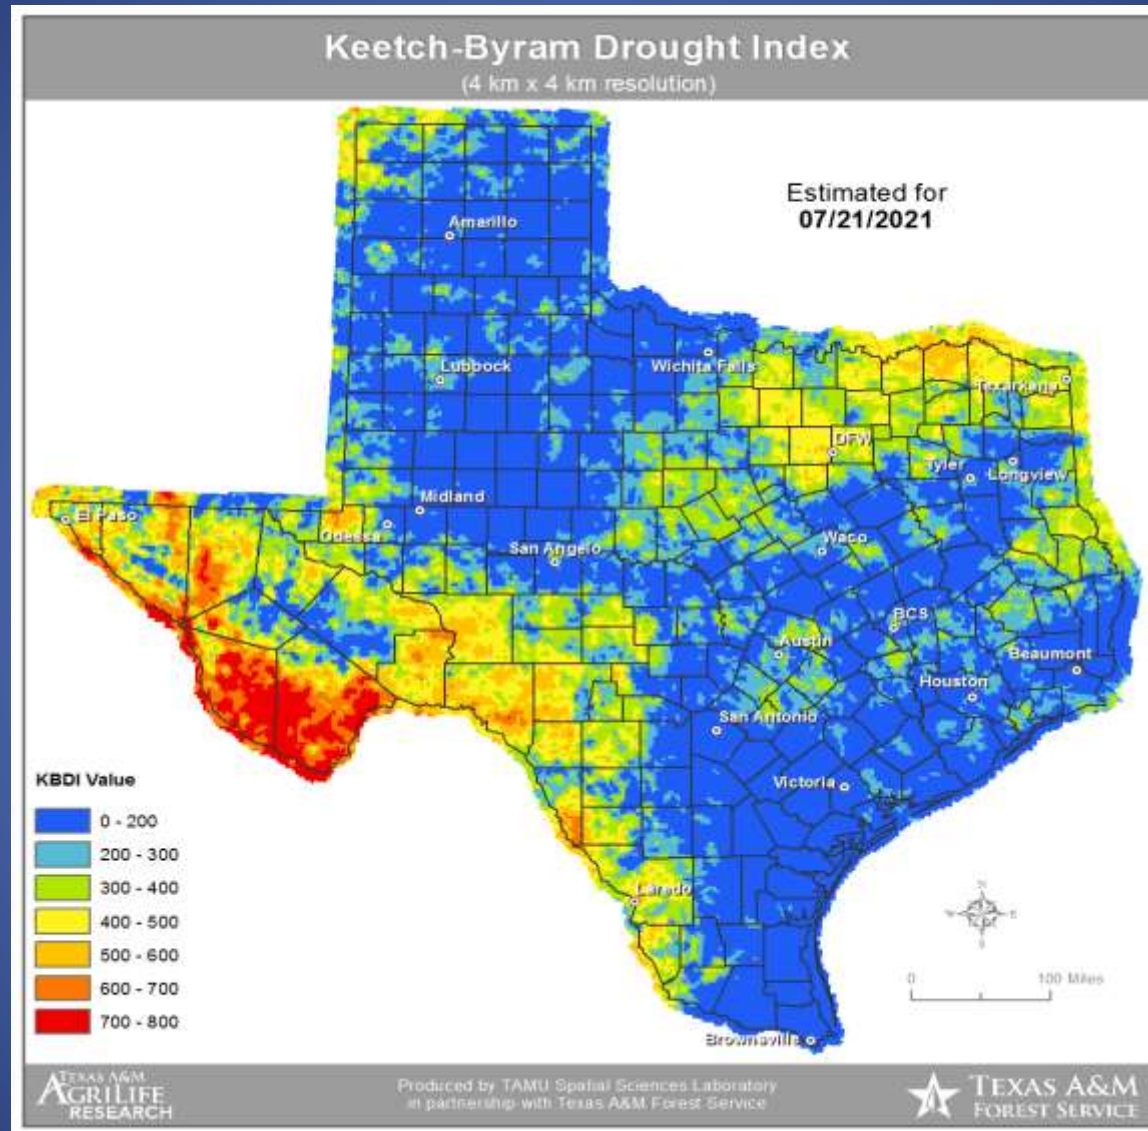 Keetch-Byram Drought Index
(4 km x 4 km resolution)
Estimated for
07/21/2021
Amarillo
Lubbock
Wichita Falls
Texarkana
DFW
Tyler
Longview
Midland
El Paso
Odessa
San Angelo
Waco
BCS
Austin
Beaumont
Houston
San Antonio
Victoria
Laredo
Brownsville
KBDI Value
0 - 200
200 - 300
300 - 400
400 - 500
500 - 600
600 - 700
700 - 800
N
W
E
S
0 100 Miles
TEXAS A&M
AGRILIFE
RESEARCH
Produced by TAMU Spatial Sciences Laboratory
in partnership with Texas A&M Forest Service
TEXAS A&M
FOREST SERVICE